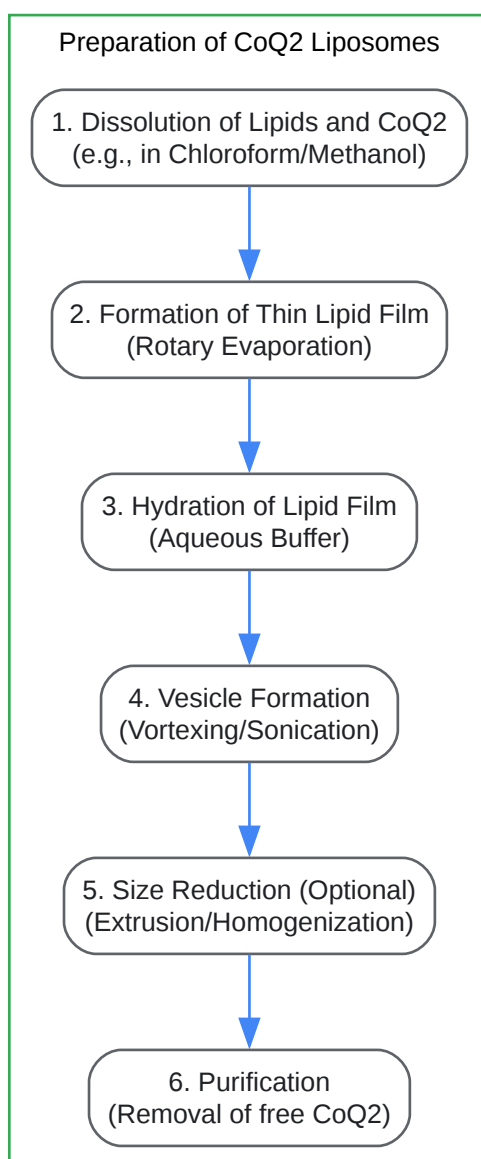 Preparation of CoQ2 Liposomes
1. Dissolution of Lipids and CoQ2
(e.g., in Chloroform/Methanol)
2. Formation of Thin Lipid Film
(Rotary Evaporation)
3. Hydration of Lipid Film
(Aqueous Buffer)
4. Vesicle Formation
(Vortexing/Sonication)
5. Size Reduction (Optional)
(Extrusion/Homogenization)
6. Purification
(Removal of free CoQ2)